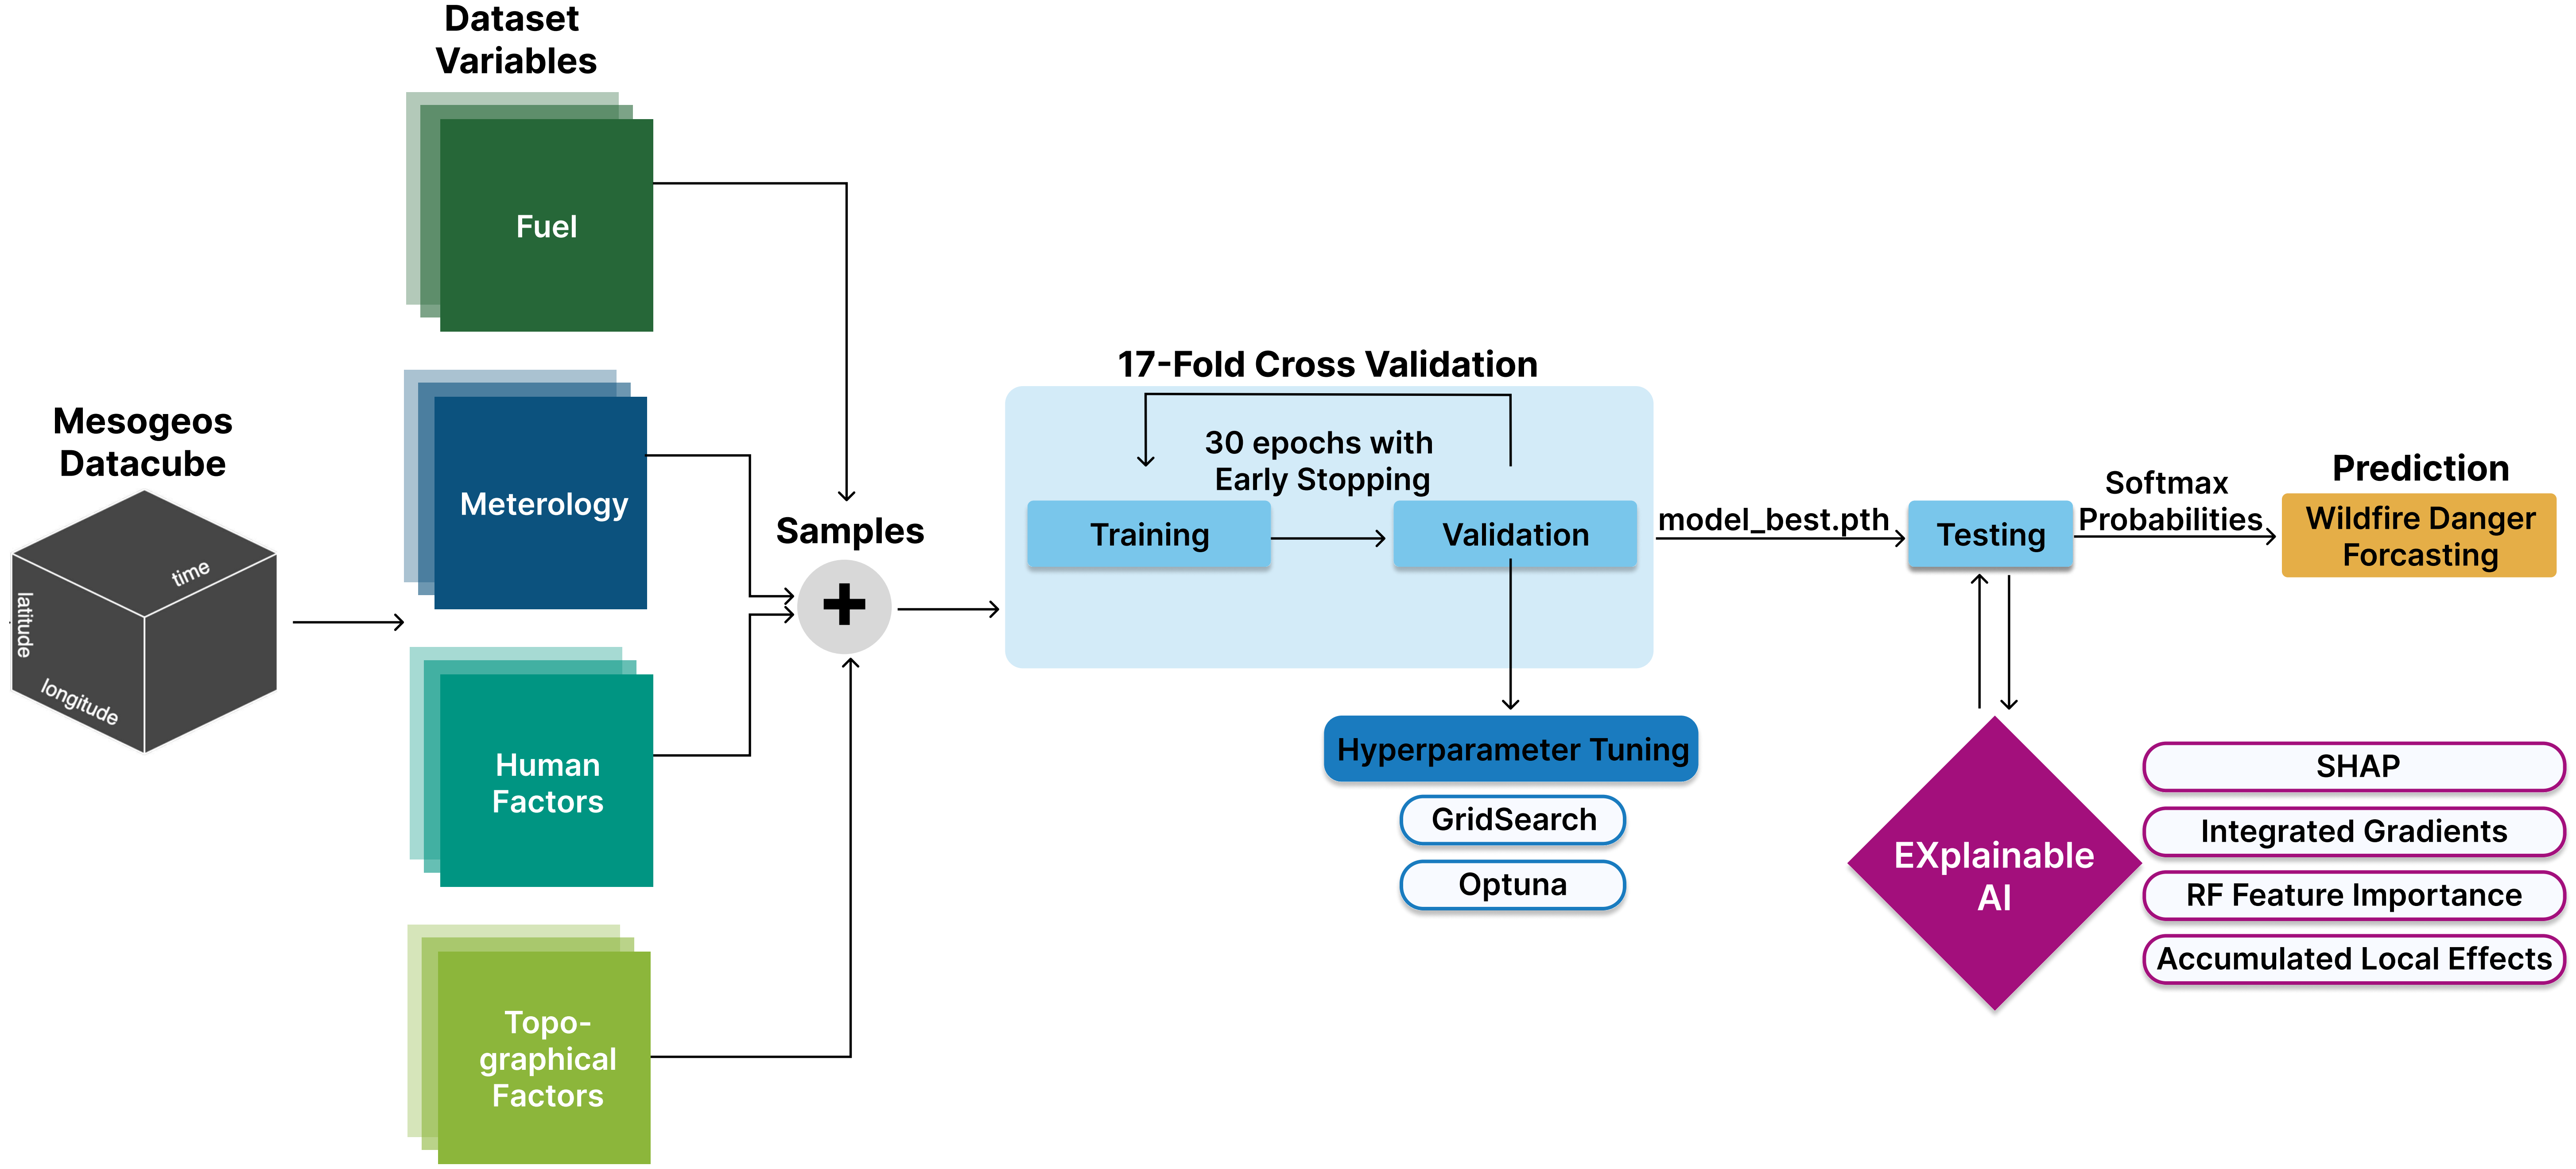 Dataset
Variables
Fuel
Meterology
Human
Factors
Topo-
graphical
Factors
Mesogeos
Datacube
time
latitude
longitude
Samples
+
17-Fold Cross Validation
30 epochs with
Early Stopping
Training
Validation
Hyperparameter Tuning
GridSearch
Optuna
model_best.pth
Testing
Softmax
Probabilities
Prediction
Wildfire Danger
Forcasting
EXplainable
AI
SHAP
Integrated Gradients
RF Feature Importance
Accumulated Local Effects